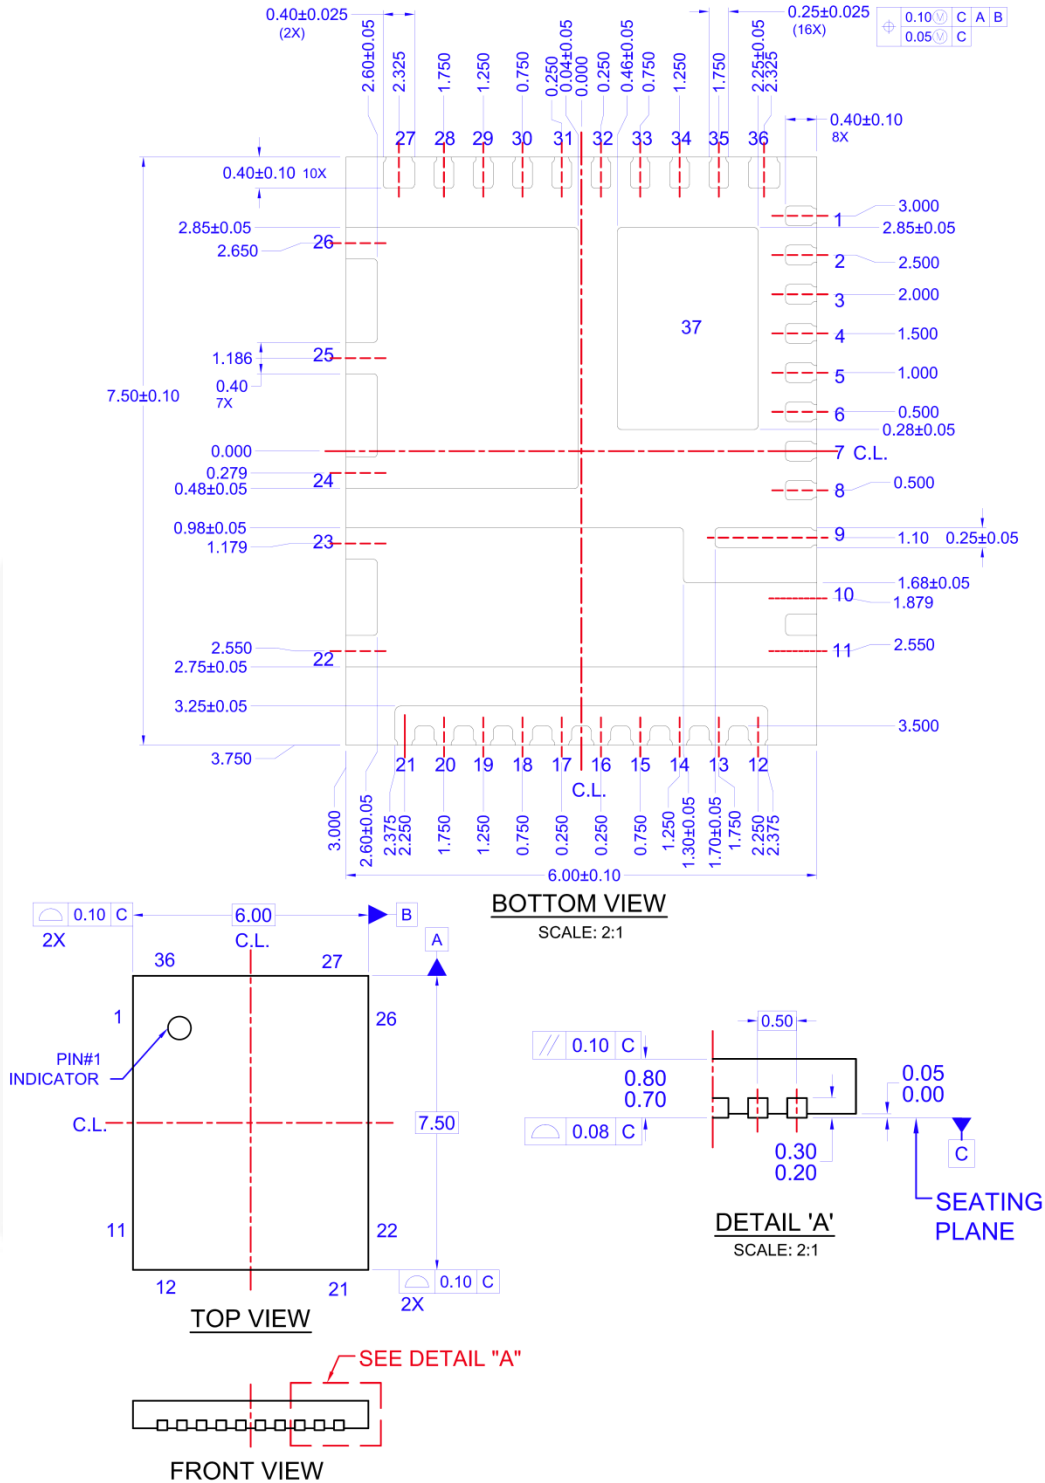 0.40±0.025
(2X)
2.60±0.05
2.325
1.750
1.250
0.750
0.250
0.04±0.05
0.000
0.250
0.46±0.05
0.750
1.250
1.750
2.25±0.05
2.325
0.25±0.025
(16X)
0.10 Ⓥ C A B
0.05 Ⓥ C
27 28 29 30 31 32 33 34 35 36
0.40±0.10
8X
0.40±0.10 10X
2.85±0.05
2.650
26
25
1.186
0.40
7X
7.50±0.10
0.000
0.279
24
0.48±0.05
0.98±0.05
23
1.179
2.550
22
2.75±0.05
3.25±0.05
3.750
37
1 3.000
2.85±0.05
2 2.500
3 2.000
4 1.500
5 1.000
6 0.500
0.28±0.05
7 C.L.
8 0.500
9 1.10 0.25±0.05
1.68±0.05
10 1.879
11 2.550
3.500
21 20 19 18 17 16 15 14 13 12
C.L.
3.000
2.60±0.05
2.375
2.250
1.750
1.250
0.750
0.250
0.250
0.750
1.250
1.30±0.05
1.70±0.05
1.750
2.250
2.375
6.00±0.10
BOTTOM VIEW
SCALE: 2:1
0.10 C
2X
6.00
B
C.L.
A
36 27
1 26
PIN#1
INDICATOR
C.L.
7.50
11 22
12 21
0.10 C
2X
TOP VIEW
0.50
// 0.10 C
0.80
0.70
0.08 C
0.05
0.00
0.30
0.20
C
SEATING
PLANE
DETAIL 'A'
SCALE: 2:1
SEE DETAIL "A"
FRONT VIEW